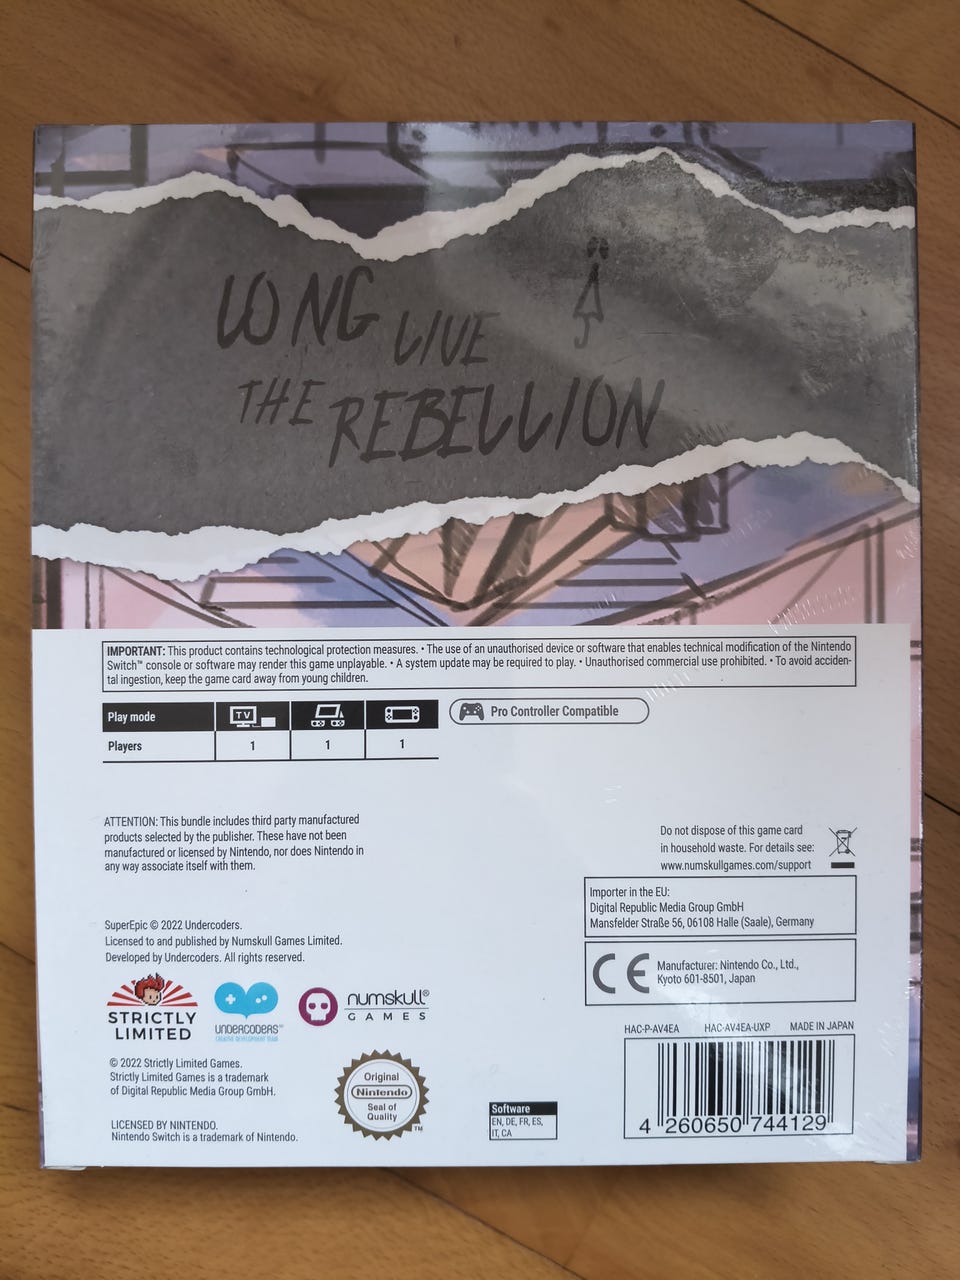 LONG LIVE
THE REBELLION
IMPORTANT: This product contains technological protection measures. • The use of an unauthorised device or software that enables technical modification of the Nintendo
Switch™ console or software may render this game unplayable. • A system update may be required to play. • Unauthorised commercial use prohibited. • To avoid acciden-
tal ingestion, keep the game card away from young children.
Play mode TV
Pro Controller Compatible
Players 1 1 1
ATTENTION: This bundle includes third party manufactured
products selected by the publisher. These have not been
manufactured or licensed by Nintendo, nor does Nintendo in
any way associate itself with them.
Do not dispose of this game card
in household waste. For details see:
www.numskullgames.com/support
Importer in the EU:
Digital Republic Media Group GmbH
Mansfelder Straße 56, 06108 Halle (Saale), Germany
SuperEpic © 2022 Undercoders.
Licensed to and published by Numskull Games Limited.
Developed by Undercoders. All rights reserved.
CE
Manufacturer: Nintendo Co., Ltd.,
Kyoto 601-8501, Japan
STRICTLY
LIMITED
UNDERCODERS™
CREATIVE DEVELOPMENT TEAM
numskull®
GAMES
HAC-P-AV4EA HAC-AV4EA-UXP MADE IN JAPAN
© 2022 Strictly Limited Games.
Strictly Limited Games is a trademark
of Digital Republic Media Group GmbH.
Original
Nintendo
Seal of
Quality
™
LICENSED BY NINTENDO.
Nintendo Switch is a trademark of Nintendo.
Software
EN, DE, FR, ES,
IT, CA
4 260650 744129